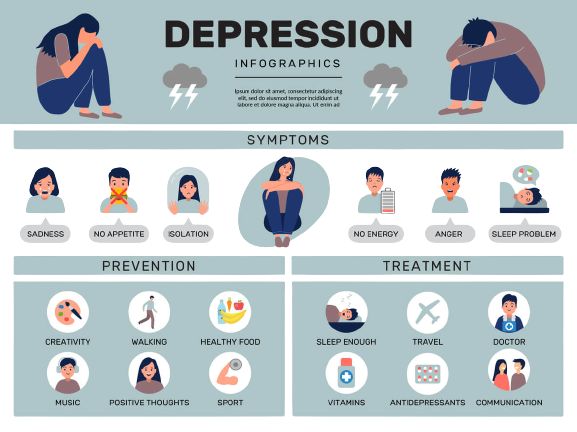 DEPRESSION
INFOGRAPHICS
Ipsum dolor sit amet, consectetur adipiscing
elit, sed do eiusmod tempor incididunt ut
labore et dolore magna aliqua. Ut enim ad
SYMPTOMS
SADNESS
NO APPETITE
ISOLATION
NO ENERGY
ANGER
SLEEP PROBLEM
PREVENTION
TREATMENT
CREATIVITY
WALKING
HEALTHY FOOD
SLEEP ENOUGH
TRAVEL
DOCTOR
MUSIC
POSITIVE THOUGHTS
SPORT
VITAMINS
ANTIDEPRESSANTS
COMMUNICATION